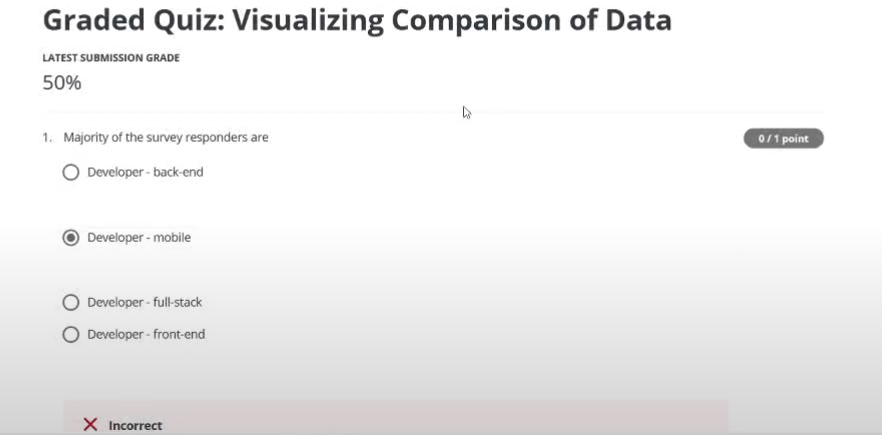 Graded Quiz: Visualizing Comparison of Data
LATEST SUBMISSION GRADE
50%
1. Majority of the survey responders are
0 / 1 point
Developer - back-end
Developer - mobile
Developer - full-stack
Developer - front-end
Incorrect